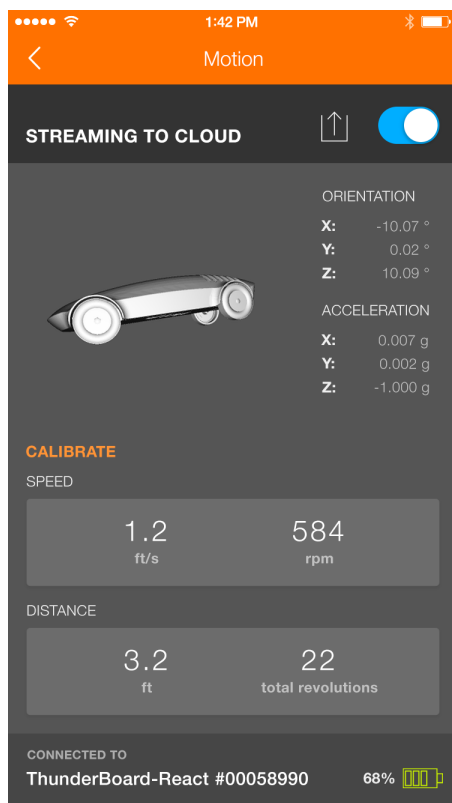 1:42 PM
Motion
STREAMING TO CLOUD
ORIENTATION
X: -10.07 °
Y: 0.02 °
Z: 10.09 °
ACCELERATION
X: 0.007 g
Y: 0.002 g
Z: -1.000 g
CALIBRATE
SPEED
1.2 584
ft/s rpm
DISTANCE
3.2 22
ft total revolutions
CONNECTED TO
ThunderBoard-React #00058990 68%